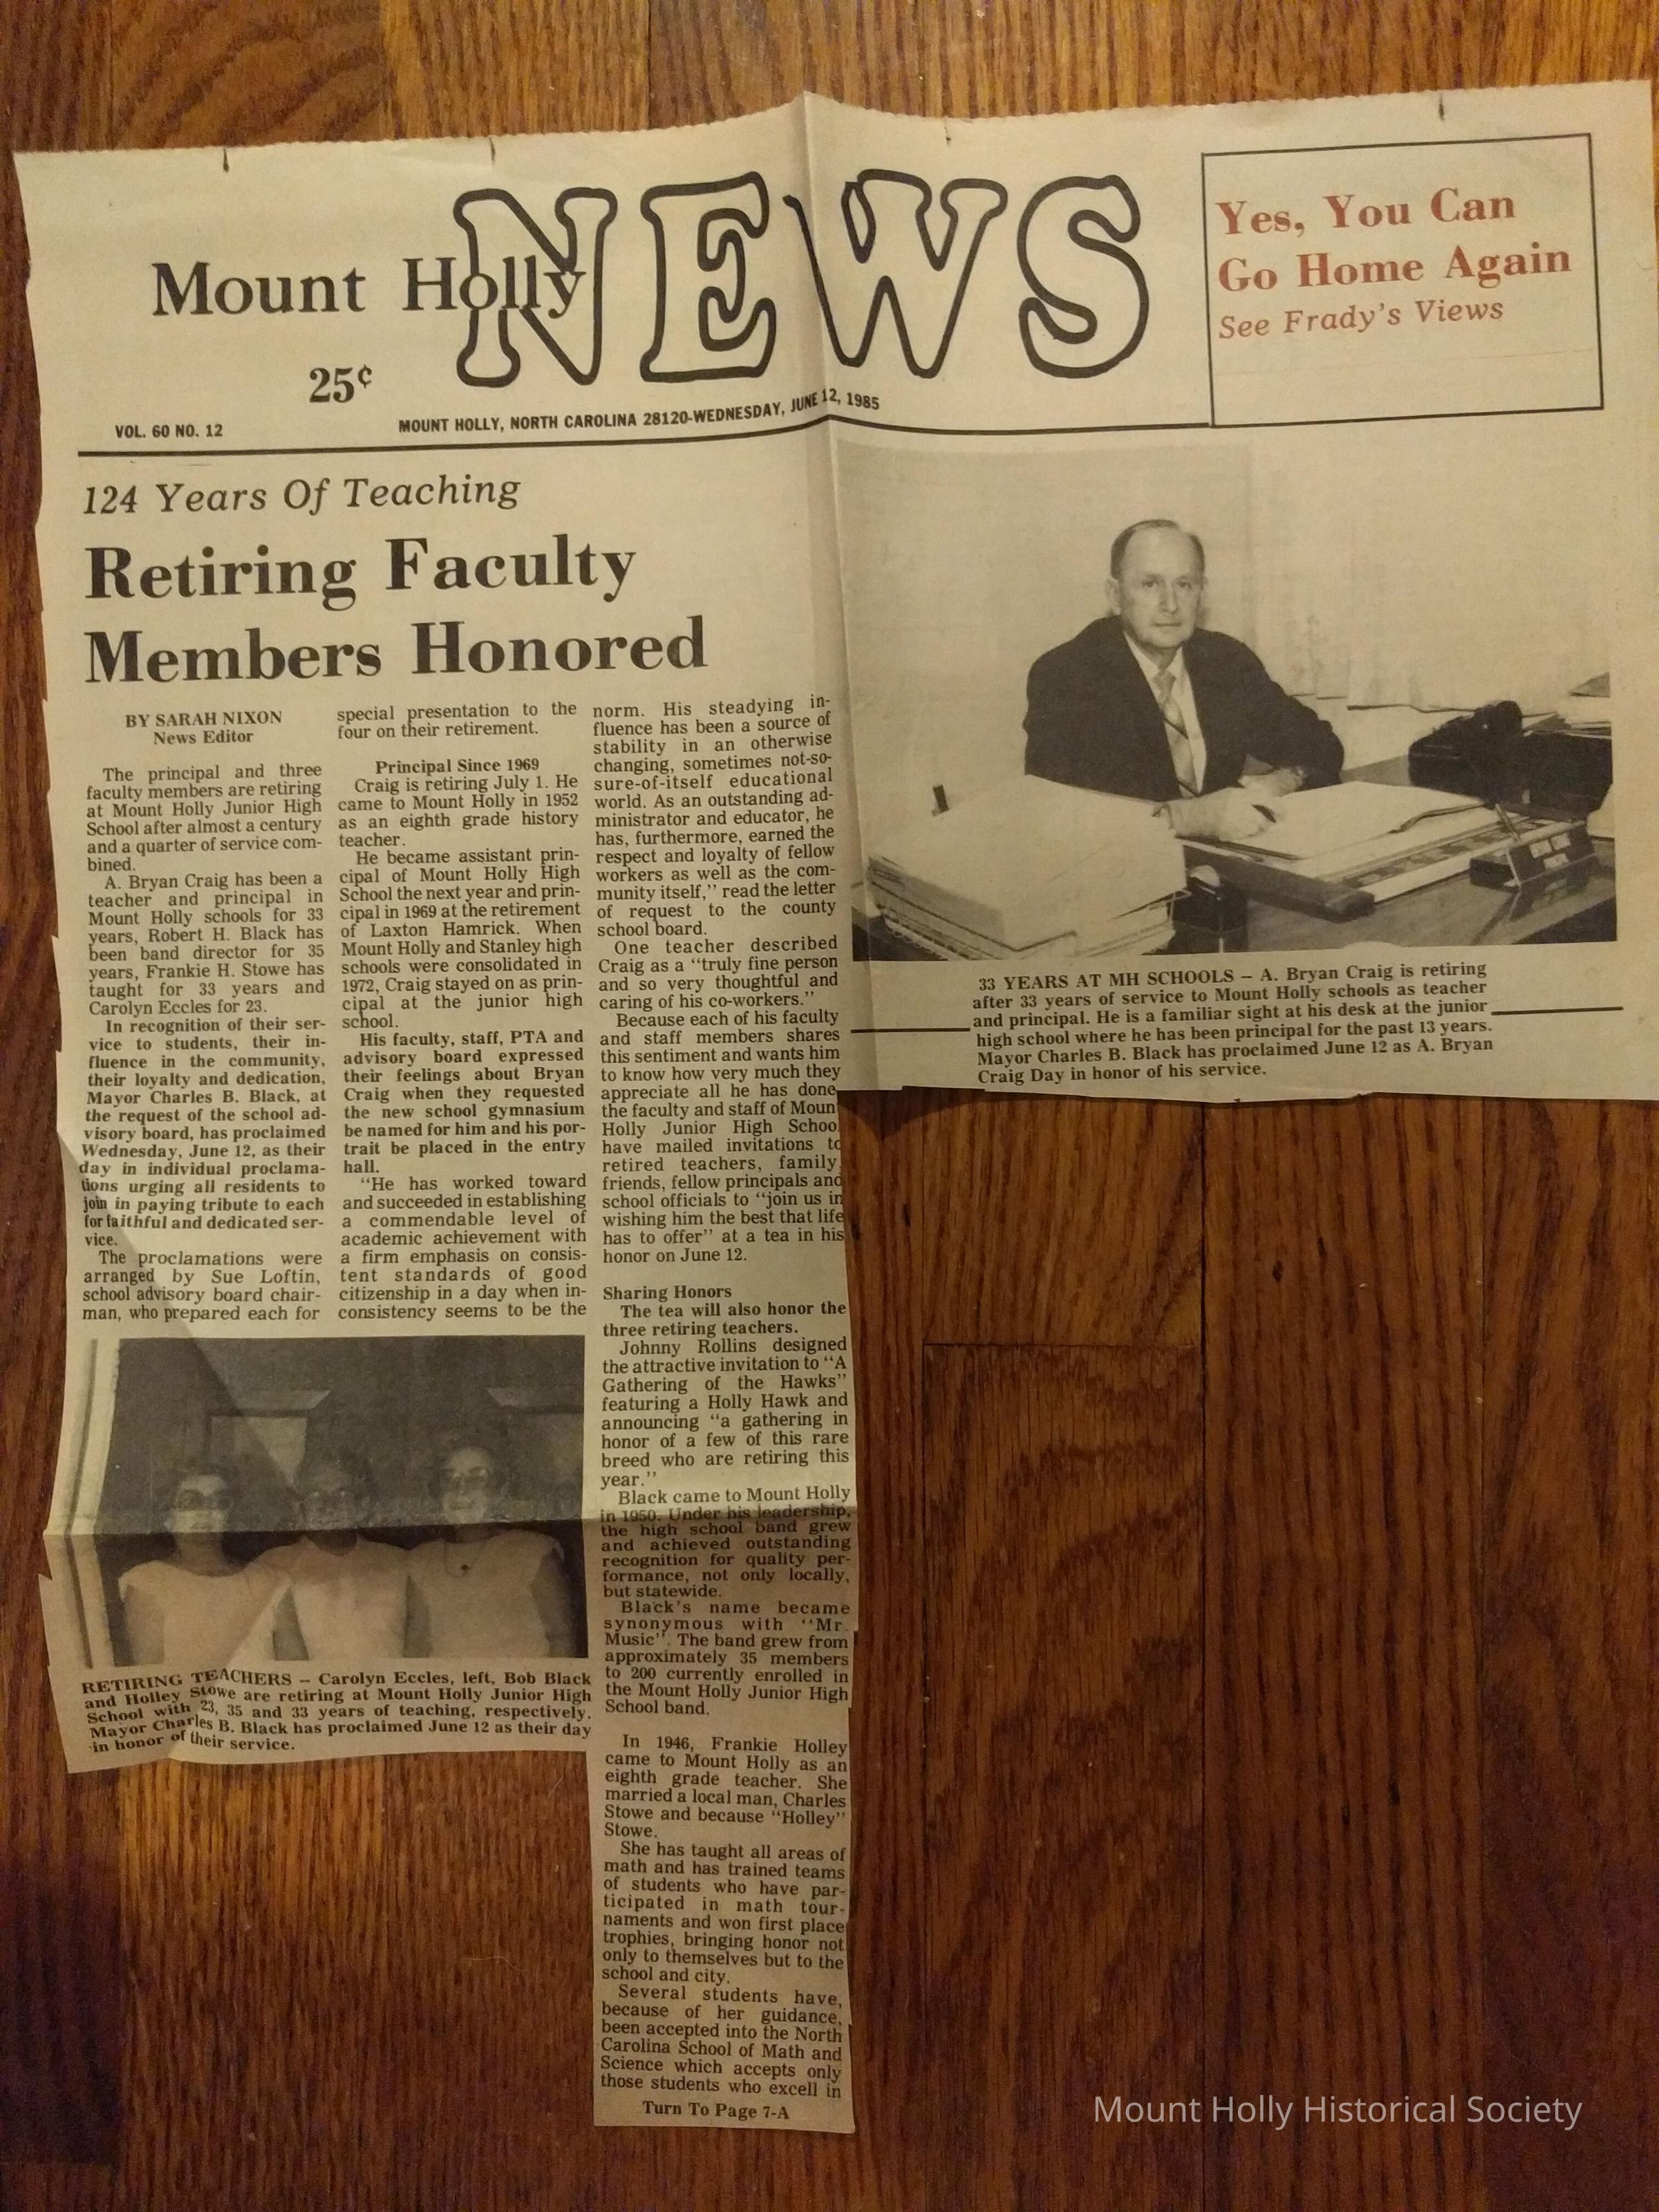 Mount Holly NEWS
25¢
VOL. 60 NO. 12
MOUNT HOLLY, NORTH CAROLINA 28120-WEDNESDAY, JUNE 12, 1985
Yes, You Can
Go Home Again
See Frady's Views
124 Years Of Teaching
Retiring Faculty
Members Honored
BY SARAH NIXON
News Editor
The principal and three
faculty members are retiring
at Mount Holly Junior High
School after almost a century
and a quarter of service com-
bined.
A. Bryan Craig has been a
teacher and principal in
Mount Holly schools for 33
years, Robert H. Black has
been band director for 35
years, Frankie H. Stowe has
taught for 33 years and
Carolyn Eccles for 23.
In recognition of their ser-
vice to students, their in-
fluence in the community,
their loyalty and dedication,
Mayor Charles B. Black, at
the request of the school ad-
visory board, has proclaimed
Wednesday, June 12, as their
day in individual proclama-
tions urging all residents to
join in paying tribute to each
for faithful and dedicated ser-
vice.
The proclamations were
arranged by Sue Loftin,
school advisory board chair-
man, who prepared each for
special presentation to the
four on their retirement.
Principal Since 1969
Craig is retiring July 1. He
came to Mount Holly in 1952
as an eighth grade history
teacher.
He became assistant prin-
cipal of Mount Holly High
School the next year and prin-
cipal in 1969 at the retirement
of Laxton Hamrick. When
Mount Holly and Stanley high
schools were consolidated in
1972, Craig stayed on as prin-
cipal at the junior high
school.
His faculty, staff, PTA and
advisory board expressed
their feelings about Bryan
Craig when they requested
the new school gymnasium
be named for him and his por-
trait be placed in the entry
hall.
"He has worked toward
and succeeded in establishing
a commendable level of
academic achievement with
a firm emphasis on consis-
tent standards of good
citizenship in a day when in-
consistency seems to be the
norm. His steadying in-
fluence has been a source of
stability in an otherwise
changing, sometimes not-so-
sure-of-itself educational
world. As an outstanding ad-
ministrator and educator, he
has, furthermore, earned the
respect and loyalty of fellow
workers as well as the com-
munity itself," read the letter
of request to the county
school board.
One teacher described
Craig as a "truly fine person
and so very thoughtful and
caring of his co-workers."
Because each of his faculty
and staff members shares
this sentiment and wants him
to know how very much they
appreciate all he has done,
the faculty and staff of Moun
Holly Junior High School
have mailed invitations to
retired teachers, family,
friends, fellow principals and
school officials to "join us in
wishing him the best that life
has to offer" at a tea in his
honor on June 12.
Sharing Honors
The tea will also honor the
three retiring teachers.
Johnny Rollins designed
the attractive invitation to "A
Gathering of the Hawks"
featuring a Holly Hawk and
announcing "a gathering in
honor of a few of this rare
breed who are retiring this
year."
Black came to Mount Holly
in 1950. Under his leadership,
the high school band grew
and achieved outstanding
recognition for quality per-
formance, not only locally,
but statewide.
Black's name became
synonymous with "Mr.
Music". The band grew from
approximately 35 members
to 200 currently enrolled in
the Mount Holly Junior High
School band.
In 1946, Frankie Holley
came to Mount Holly as an
eighth grade teacher. She
married a local man, Charles
Stowe and because "Holley"
Stowe.
She has taught all areas of
math and has trained teams
of students who have par-
ticipated in math tour-
naments and won first place
trophies, bringing honor not
only to themselves but to the
school and city.
Several students have,
because of her guidance,
been accepted into the North
Carolina School of Math and
Science which accepts only
those students who excel in
Turn To Page 7-A
33 YEARS AT MH SCHOOLS — A. Bryan Craig is retiring
after 33 years of service to Mount Holly schools as teacher
and principal. He is a familiar sight at his desk at the junior
high school where he has been principal for the past 13 years.
Mayor Charles B. Black has proclaimed June 12 as A. Bryan
Craig Day in honor of his service.
RETIRING TEACHERS — Carolyn Eccles, left, Bob Black
and Holley Stowe are retiring at Mount Holly Junior High
School with 23, 35 and 33 years of teaching, respectively.
Mayor Charles B. Black has proclaimed June 12 as their day
in honor of their service.
Mount Holly Historical Society